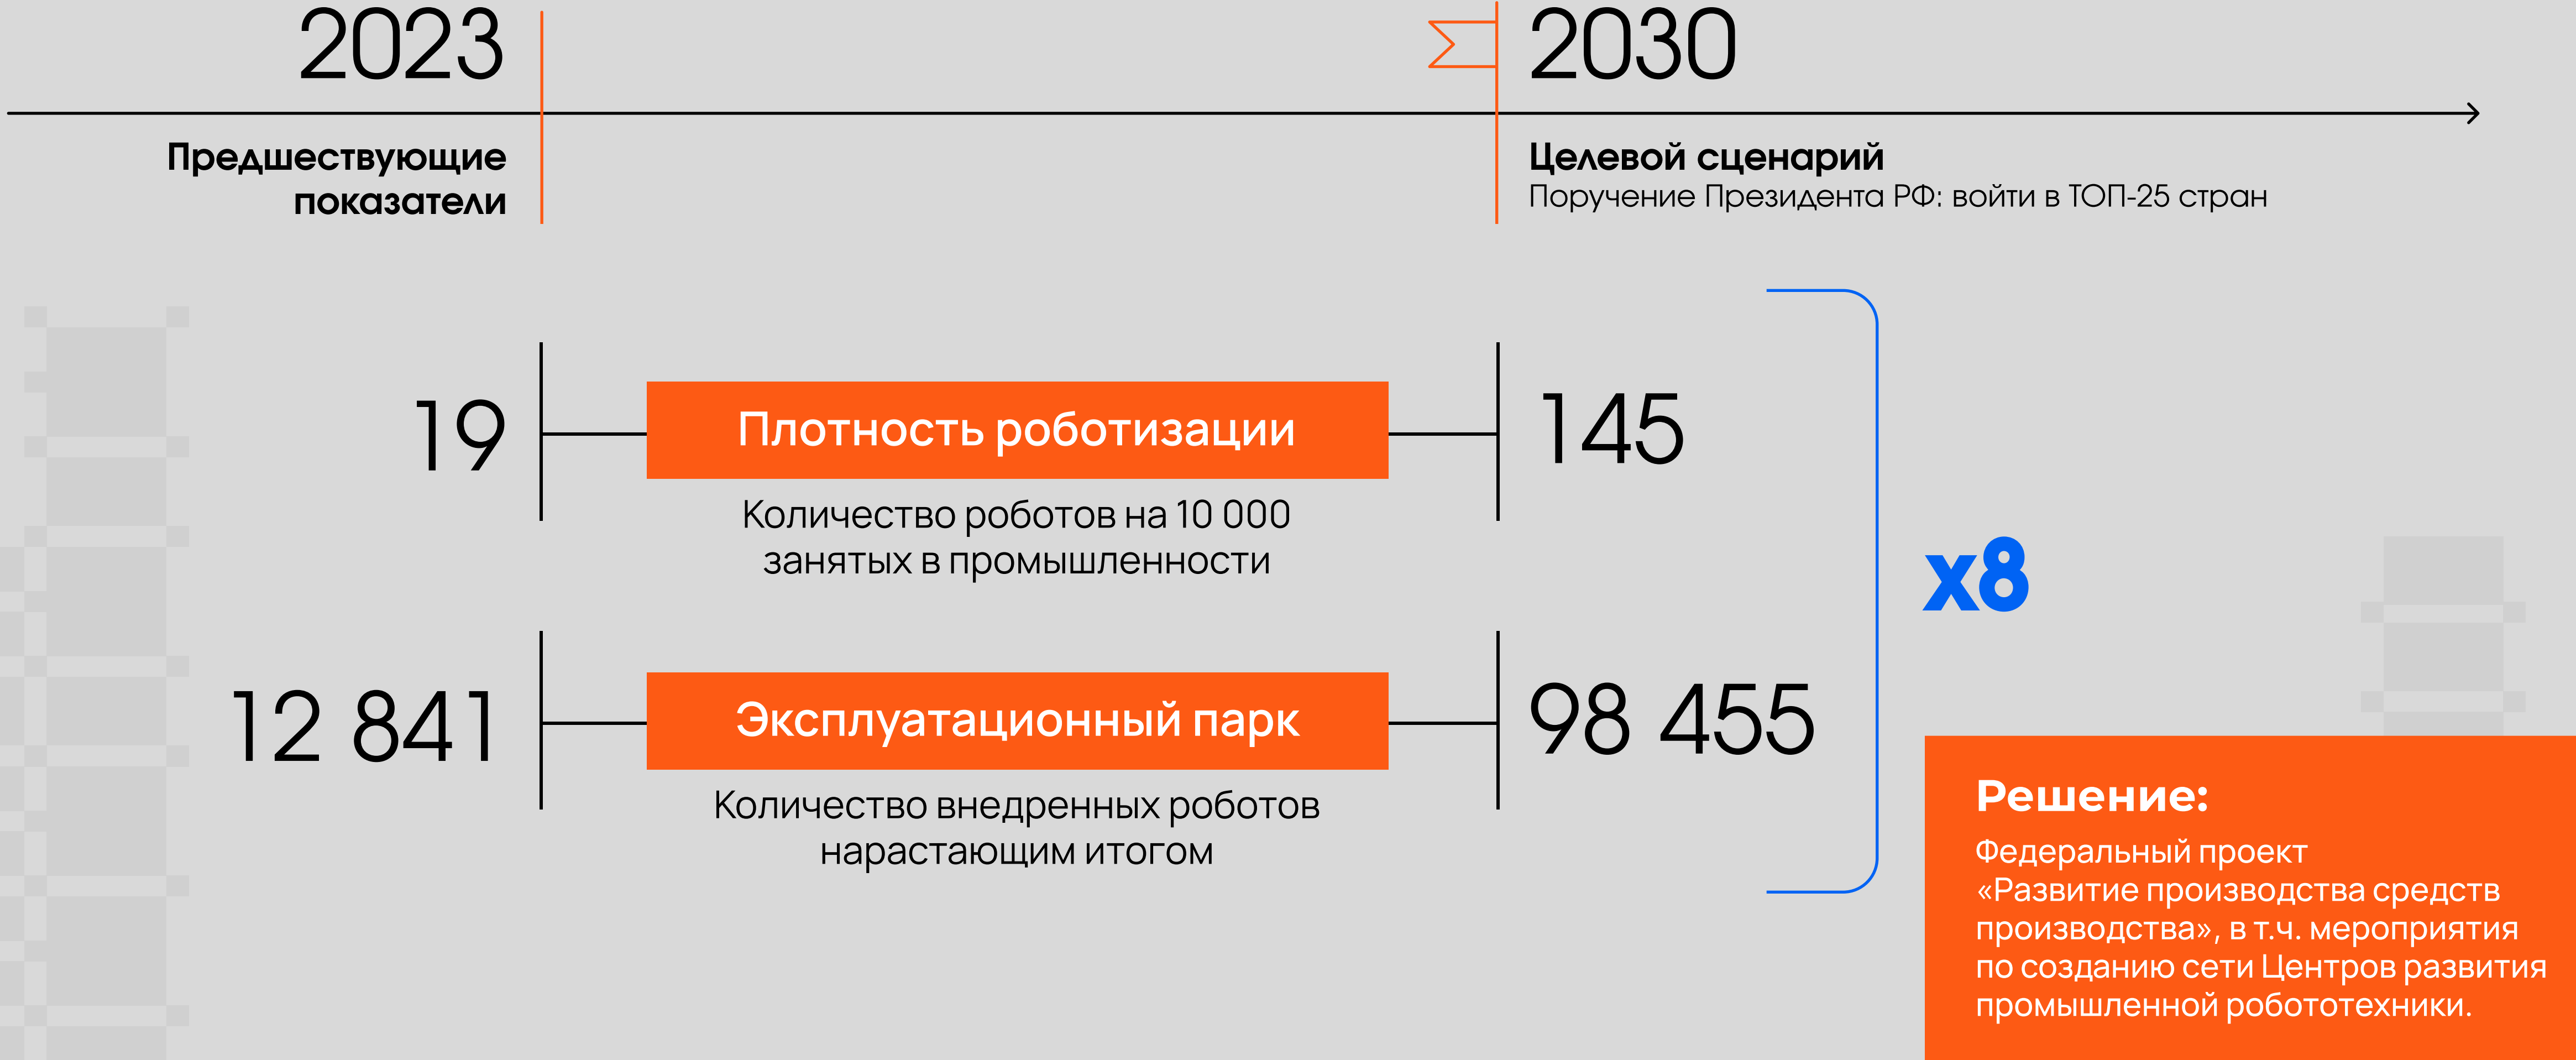 2023
2030
Предшествующие
показатели
Целевой сценарий
Поручение Президента РФ: войти в ТОП-25 стран
19
Плотность роботизации
145
Количество роботов на 10 000
занятых в промышленности
x8
12 841
Эксплуатационный парк
98 455
Количество внедренных роботов
нарастающим итогом
Решение:
Федеральный проект
«Развитие производства средств
производства», в т.ч. мероприятия
по созданию сети Центров развития
промышленной робототехники.